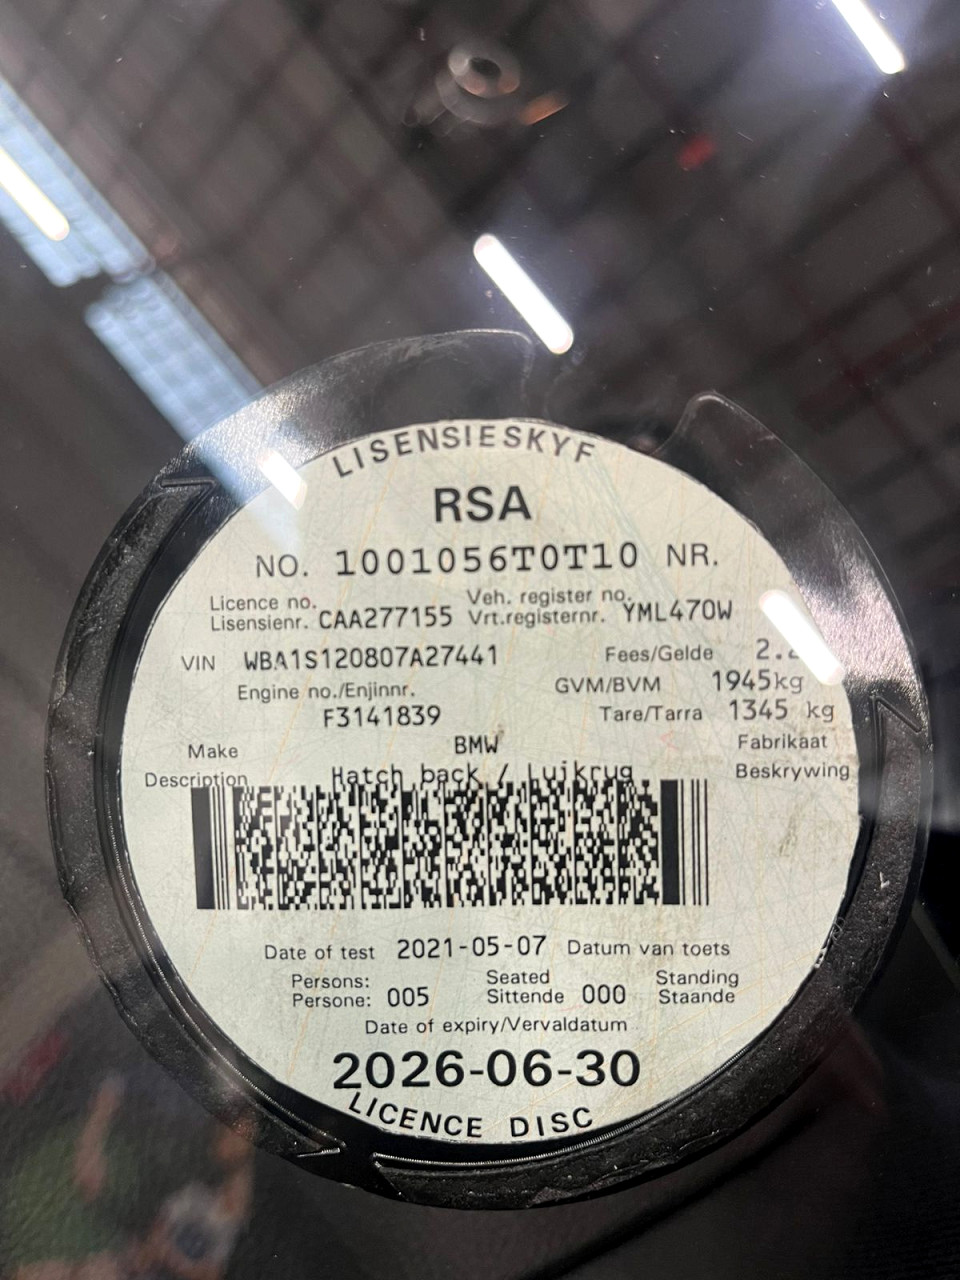 LISENSIESKYF
RSA
NO. 1001056T0T10 NR.
Licence no. Veh. register no.
Lisensienr. CAA277155 Vrt.registernr. YML470W
VIN WBA1S120807A27441 Fees/Gelde
Engine no./Enjinnr. GVM/BVM 1945kg
F3141839 Tare/Tarra 1345 kg
Make BMW Fabrikaat
Description Hatch back / Luikrug Beskrywing
Date of test 2021-05-07 Datum van toets
Persons: Seated Standing
Persone: 005 Sittende 000 Staande
Date of expiry/Vervaldatum
2026-06-30
LICENCE DISC